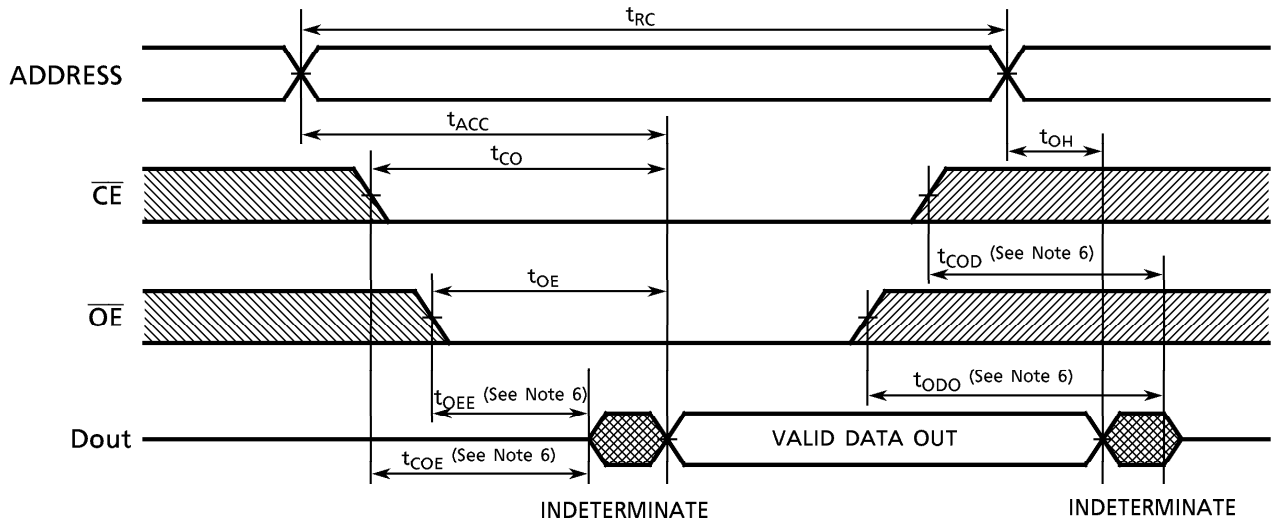 tRC
ADDRESS
tACC
tOH
tCO
CE
tCOD (See Note 6)
tOE
OE
tODO (See Note 6)
tOEE (See Note 6)
Dout
VALID DATA OUT
tCOE (See Note 6)
INDETERMINATE
INDETERMINATE